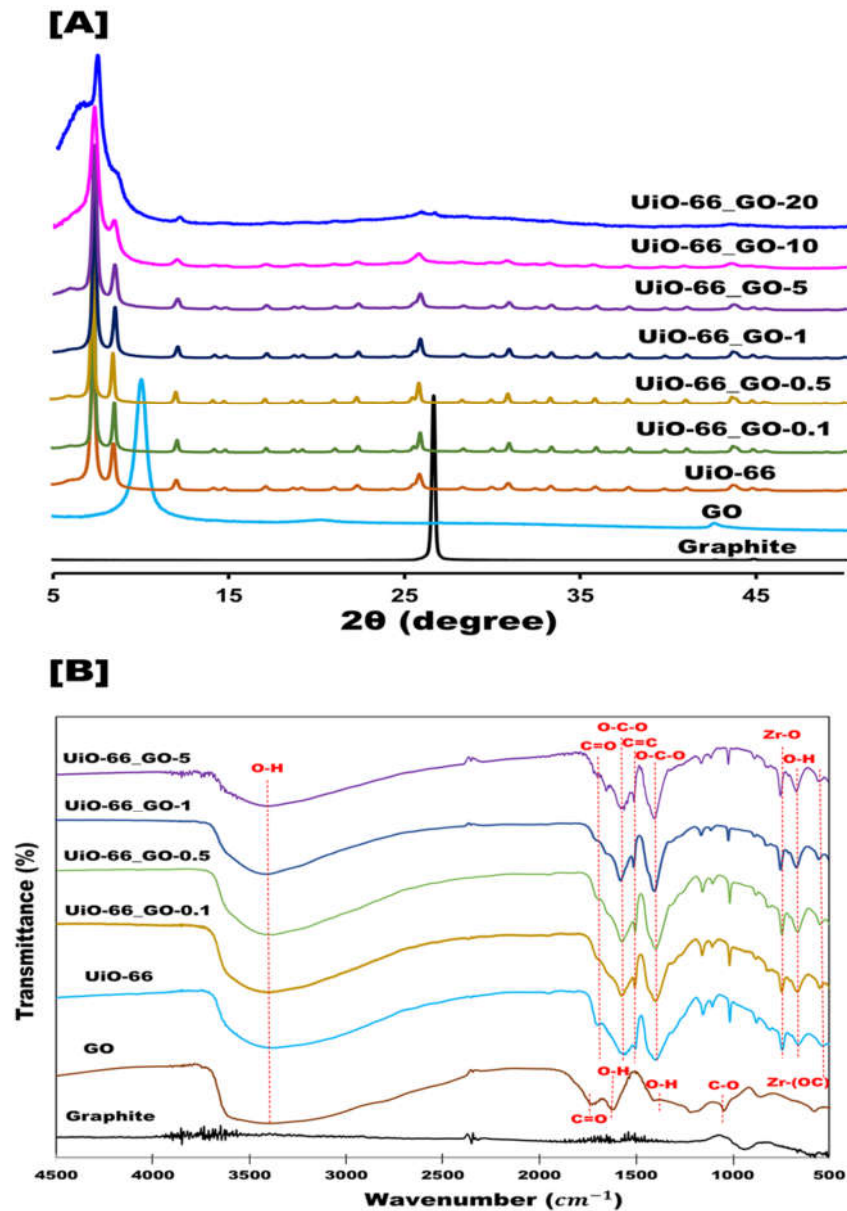 [A]
UiO-66_GO-20
UiO-66_GO-10
UiO-66_GO-5
UiO-66_GO-1
UiO-66_GO-0.5
UiO-66_GO-0.1
UiO-66
GO
Graphite
5 15 25 35 45
2θ (degree)
[B]
O-C-O
Zr-O
UiO-66_GO-5
O-H
C=O
C=C
O-C-O
O-H
UiO-66_GO-1
UiO-66_GO-0.5
UiO-66_GO-0.1
UiO-66
GO
O-H
O-H
C-O
Zr-(OC)
C=O
Graphite
Transmittance (%)
4500 4000 3500 3000 2500 2000 1500 1000 500
Wavenumber (cm⁻¹)